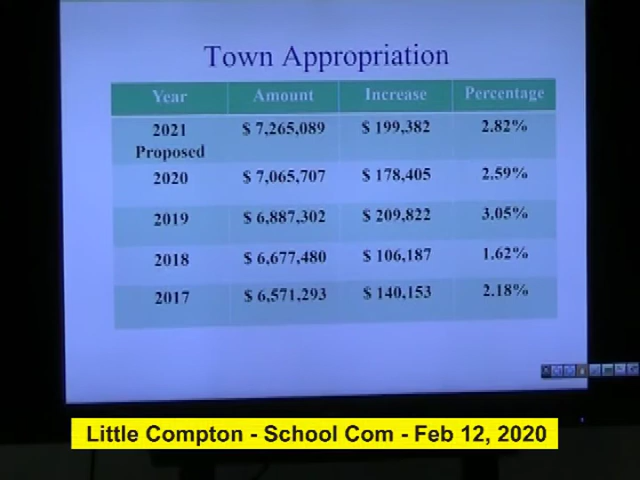 Town Appropriation
Year Amount Increase Percentage
2021 Proposed $ 7,265,089 $ 199,382 2.82%
2020 $ 7,065,707 $ 178,405 2.59%
2019 $ 6,887,302 $ 209,822 3.05%
2018 $ 6,677,480 $ 106,187 1.62%
2017 $ 6,571,293 $ 140,153 2.18%
Little Compton - School Com - Feb 12, 2020